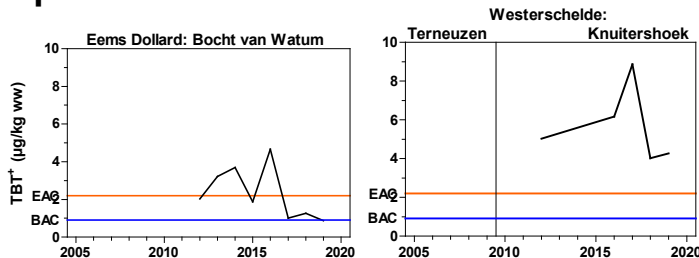 Eems Dollard: Bocht van Watum
TBT+ (µg/kg ww)
10
8
6
4
EAC
2
BAC
0
2005 2010 2015 2020
Westerschelde:
Terneuzen Knuitershoek
10
8
6
4
EAC
2
BAC
0
2005 2010 2015 2020